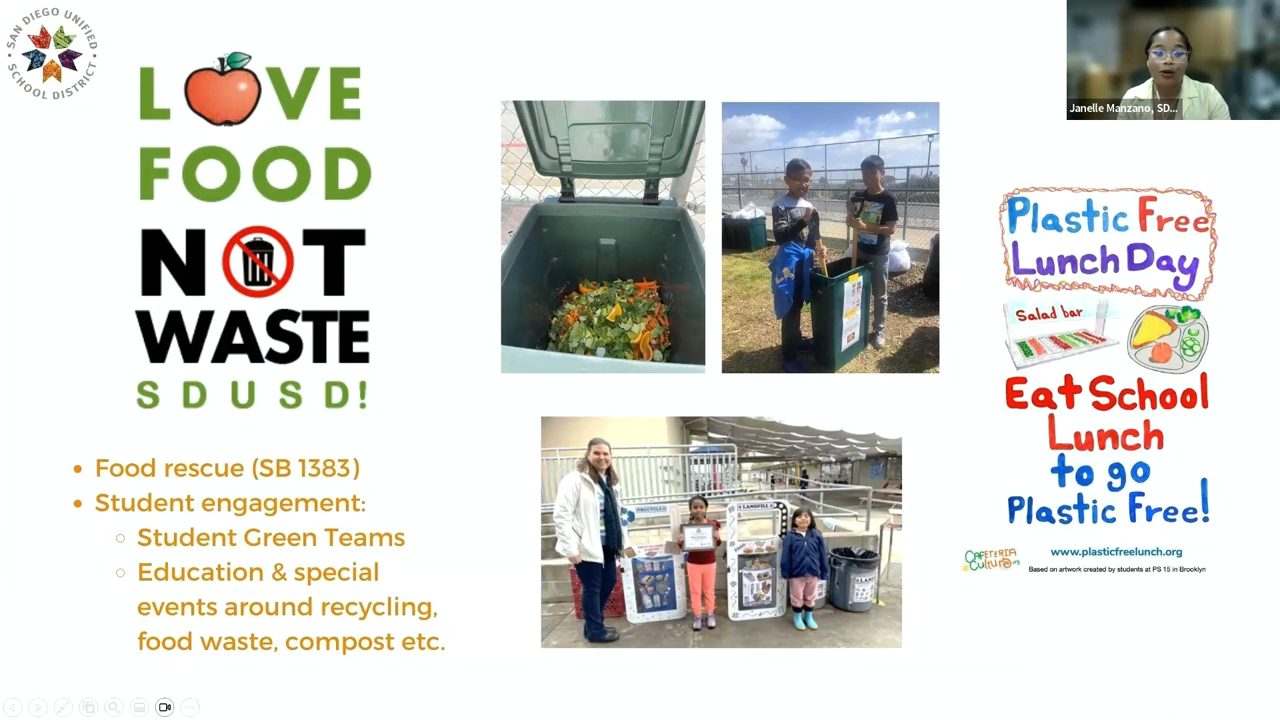 SAN DIEGO UNIFIED
SCHOOL DISTRICT
LOVE
FOOD
NOT
WASTE
SDUSD!
Food rescue (SB 1383)
Student engagement:
Student Green Teams
Education & special
events around recycling,
food waste, compost etc.
RECYCLE
LANDFILL
Janelle Manzano, SD...
Plastic Free
Lunch Day
Salad bar
Eat School
Lunch
to go
Plastic Free!
CAFETERIA
CULTURE.org
www.plasticfreelunch.org
Based on artwork created by students at PS 15 in Brooklyn